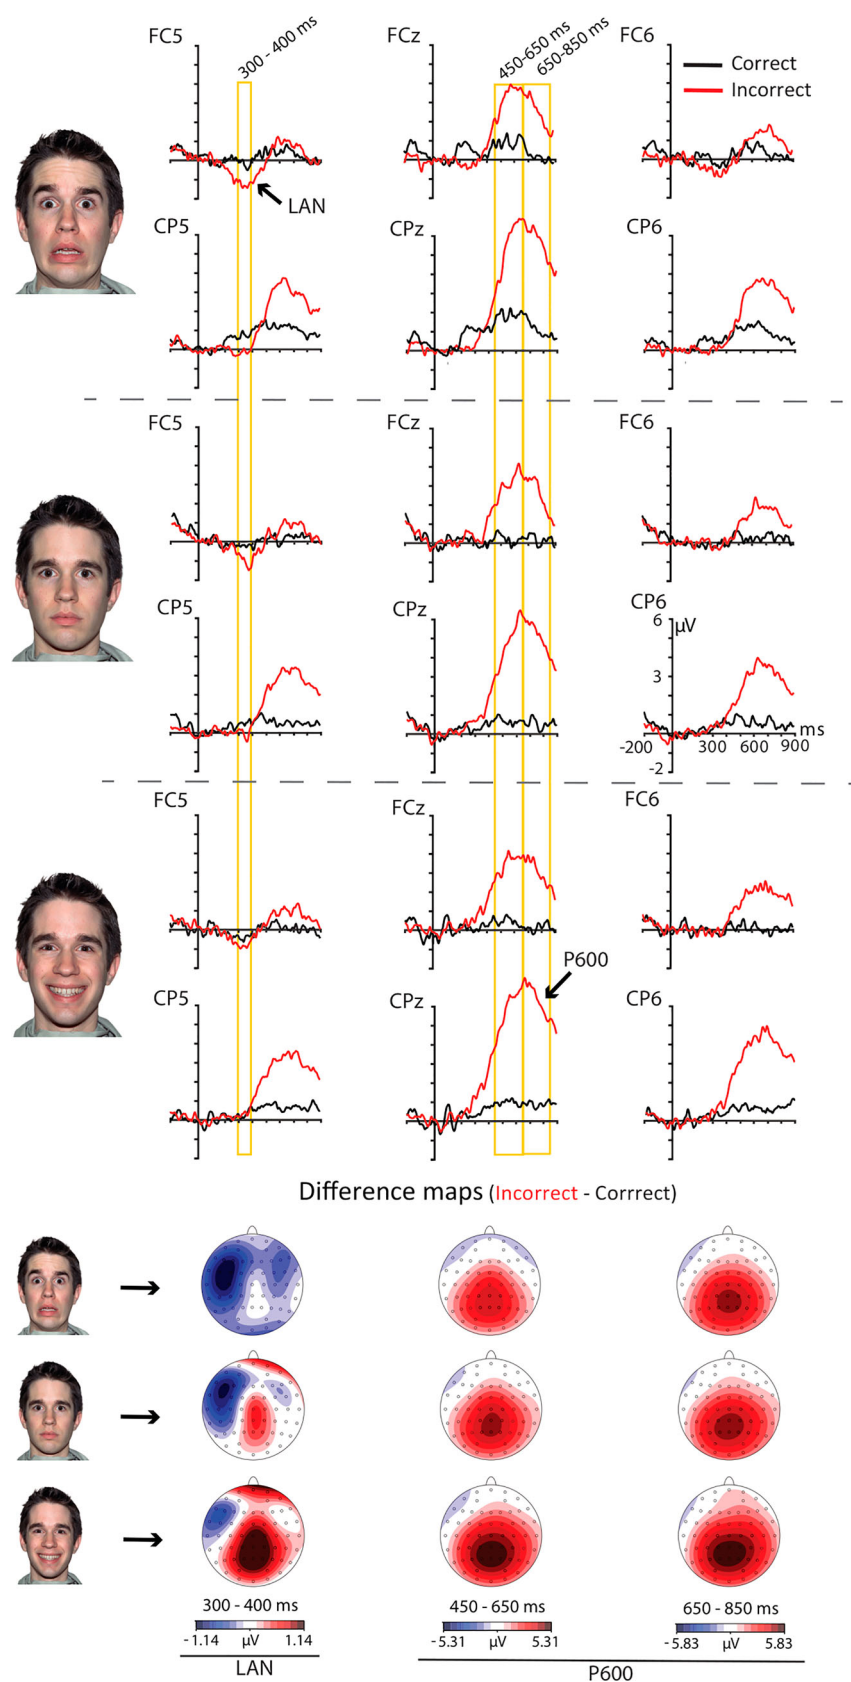 FC5
300 - 400 ms
FCz
450-650 ms
650-850 ms
FC6
Correct
Incorrect
LAN
CP5
CPz
CP6
FC5
FCz
FC6
CP5
CPz
CP6
6
μV
3
-200
300
600
900
ms
-2
FC5
FCz
FC6
P600
CP5
CPz
CP6
Difference maps (Incorrect - Corrrect)
300 - 400 ms
450 - 650 ms
650 - 850 ms
-1.14 μV 1.14
-5.31 μV 5.31
-5.83 μV 5.83
LAN
P600